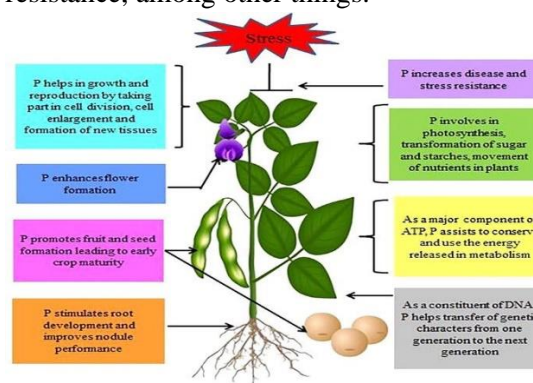 resistance, among other things.
Stress
P helps in growth and
reproduction by taking
part in cell division, cell
enlargement and
formation of new tissues
P enhances flower
formation
P promotes fruit and seed
formation leading to early
crop maturity
P stimulates root
development and
improves nodule
performance
P increases disease and
stress resistance
P involves in
photosynthesis,
transformation of sugar
and starches, movement
of nutrients in plants
As a major component o
ATP, P assists to conserv
and use the energy
released in metabolism
As a constituent of DNA
P helps transfer of geneti
characters from one
generation to the next
generation